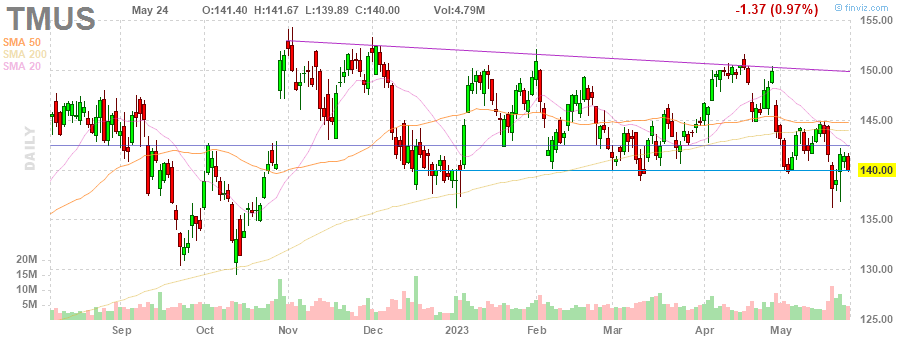 TMUS May 24 O:141.40 H:141.67 L:139.89 C:140.00 Vol:4.79M -1.37 (0.97%) © finviz.com
SMA 50
SMA 200
SMA 20
DAILY
155.00
150.00
145.00
140.00
135.00
130.00
125.00
20M
15M
10M
5M
Sep Oct Nov Dec 2023 Feb Mar Apr May